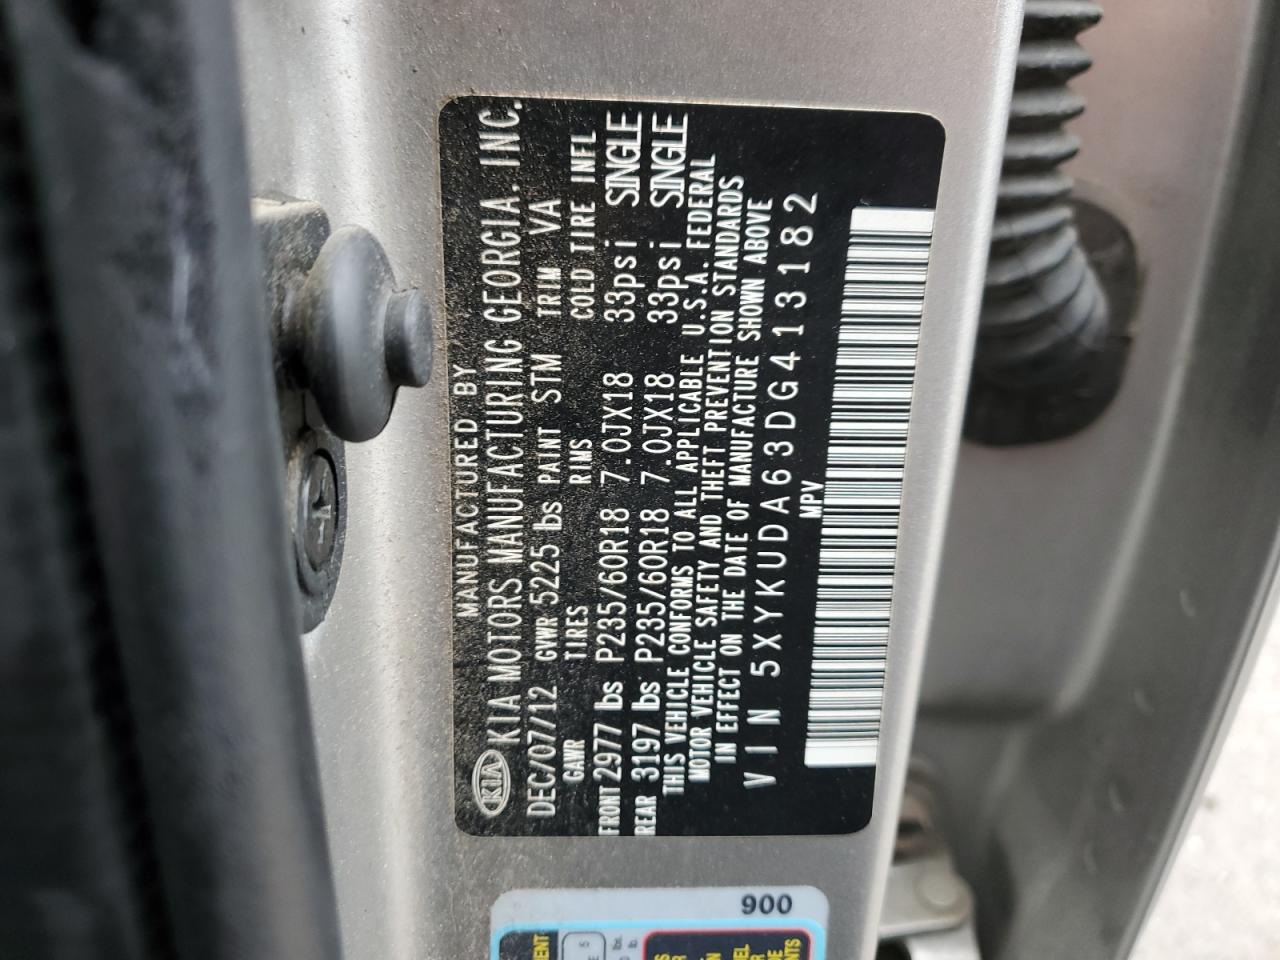 MANUFACTURED BY
KIA KIA MOTORS MANUFACTURING GEORGIA, INC.
DEC/07/12 GVWR 5225 lbs PAINT STM TRIM VA
GAWR TIRES RIMS COLD TIRE INFL
FRONT 2977 lbs P235/60R18 7.0JX18 33psi SINGLE
REAR 3197 lbs P235/60R18 7.0JX18 33psi SINGLE
THIS VEHICLE CONFORMS TO ALL APPLICABLE U.S.A. FEDERAL
MOTOR VEHICLE SAFETY AND THEFT PREVENTION STANDARDS
IN EFFECT ON THE DATE OF MANUFACTURE SHOWN ABOVE
VIN 5XYKUDA63DG413182
MPV
900
5